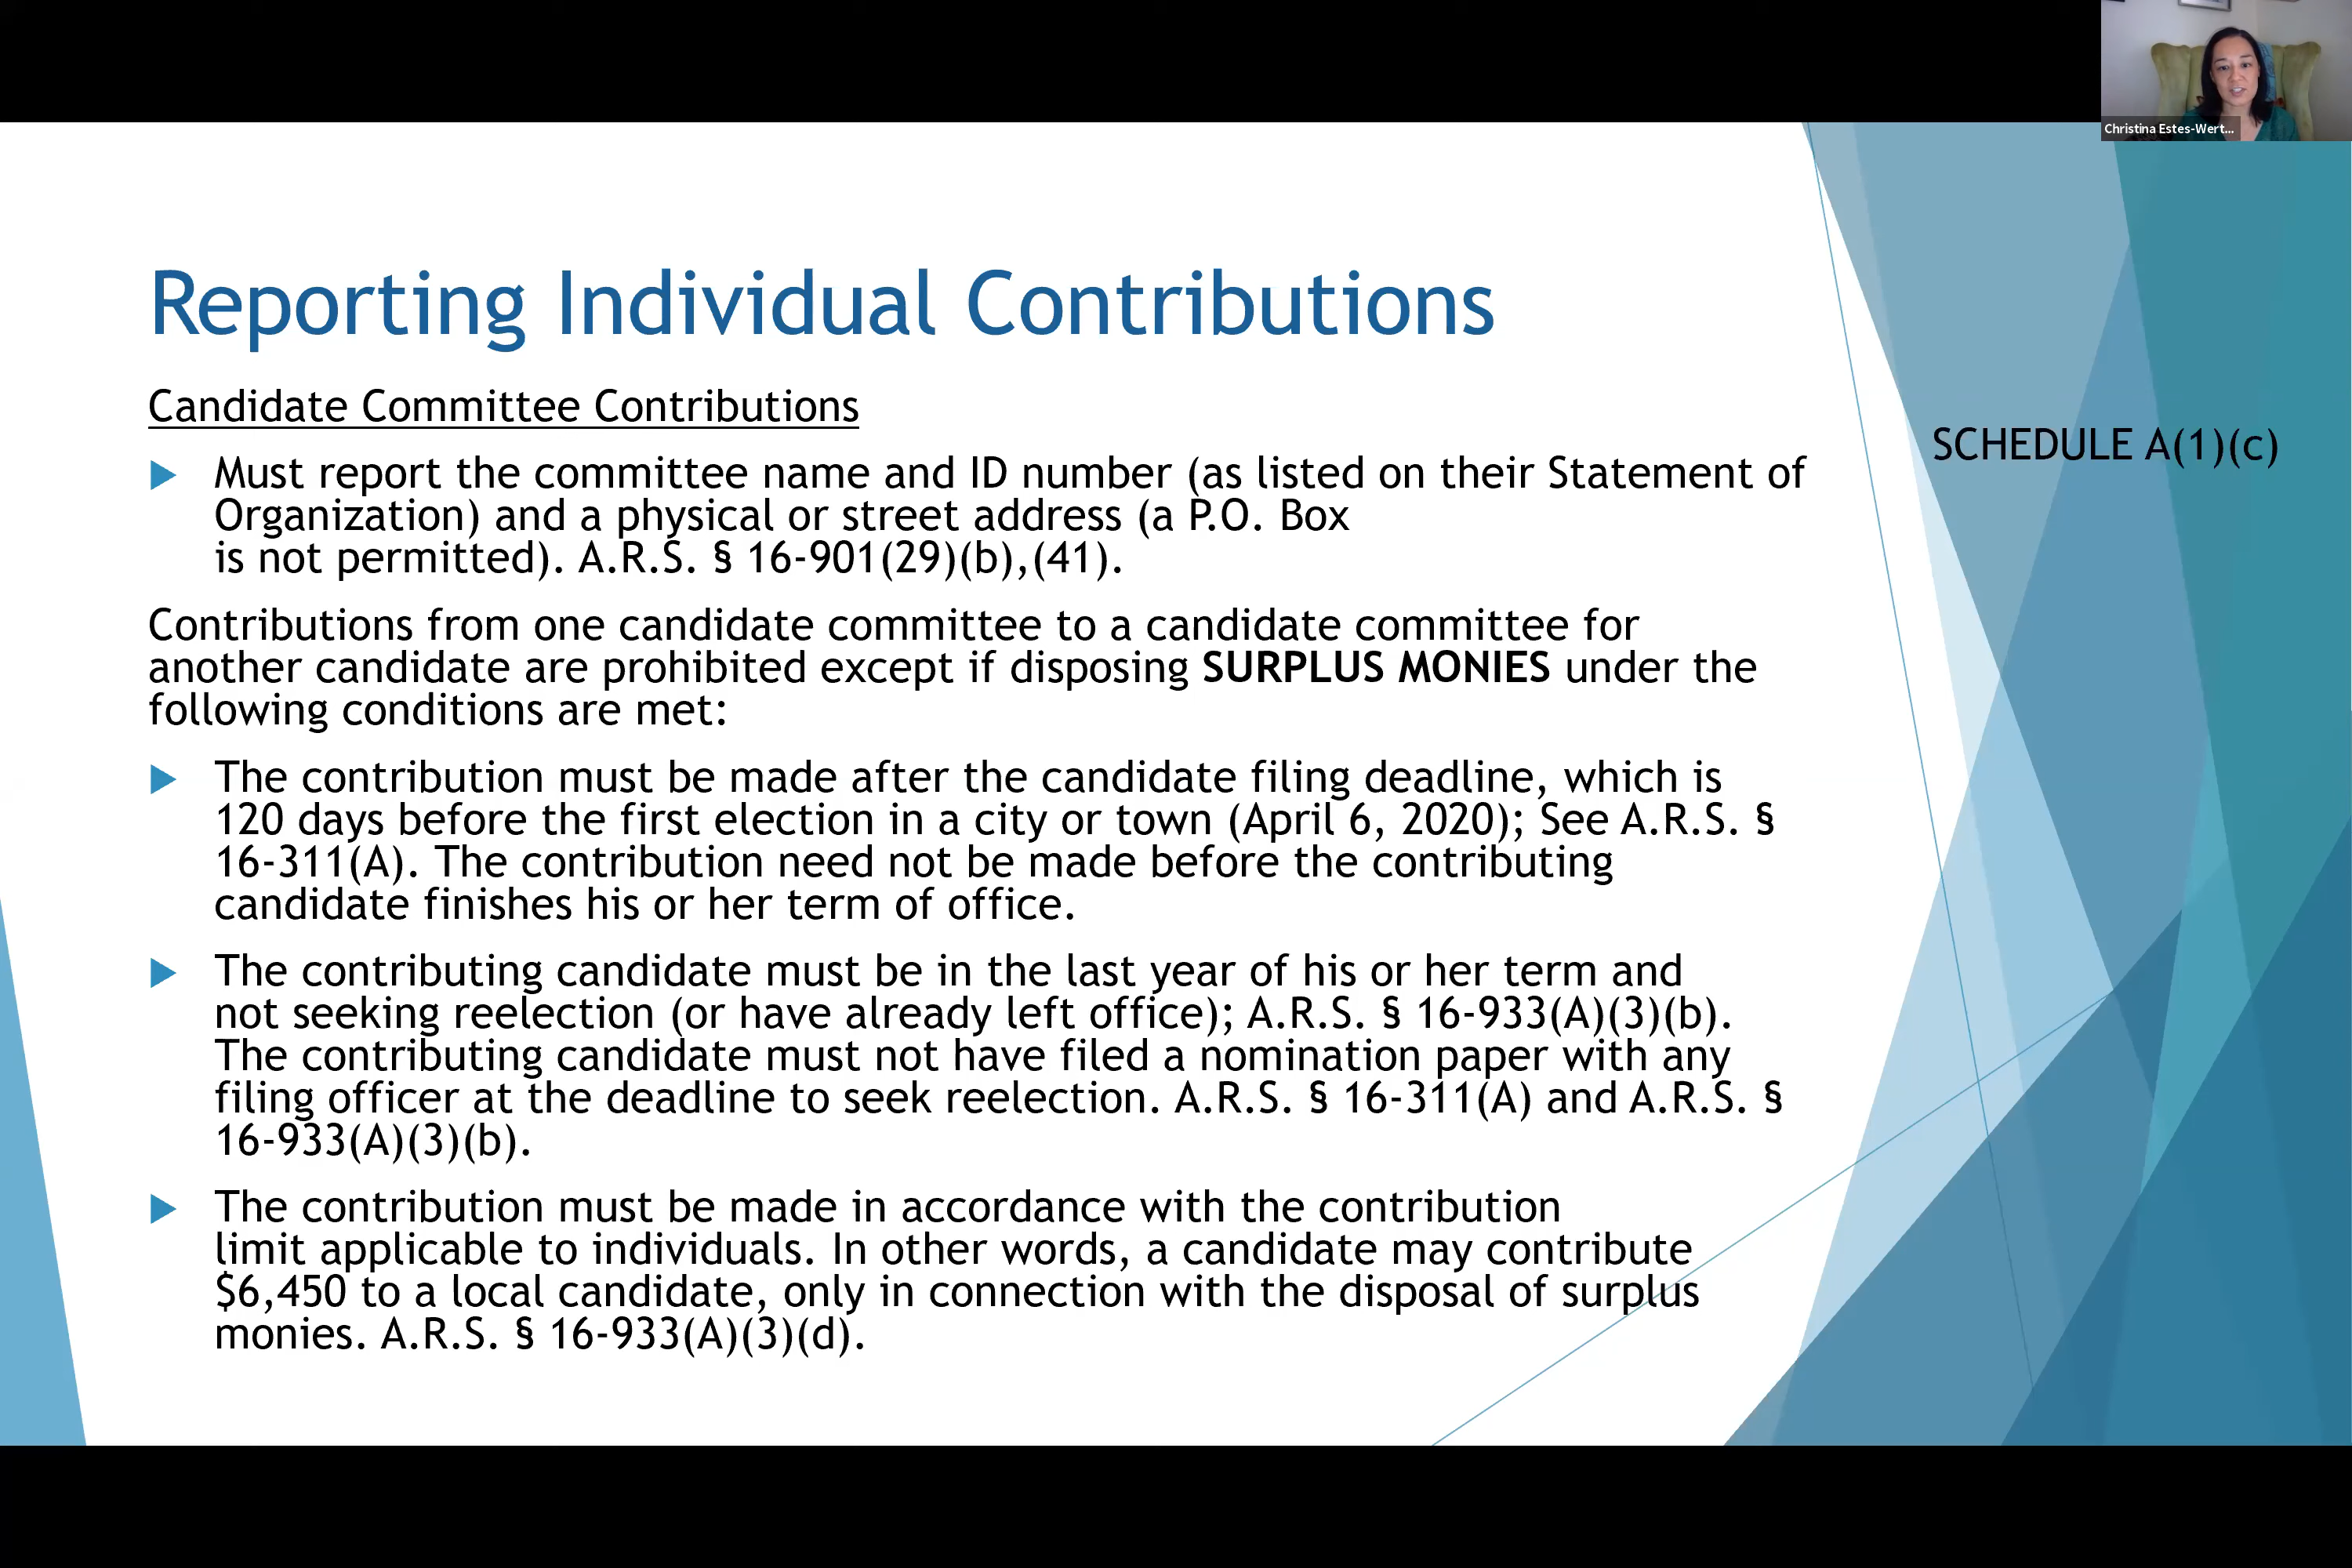 Christina Estes-Wert...
Reporting Individual Contributions
Candidate Committee Contributions
SCHEDULE A(1)(c)
Must report the committee name and ID number (as listed on their Statement of
Organization) and a physical or street address (a P.O. Box
is not permitted). A.R.S. § 16-901(29)(b),(41).
Contributions from one candidate committee to a candidate committee for
another candidate are prohibited except if disposing SURPLUS MONIES under the
following conditions are met:
The contribution must be made after the candidate filing deadline, which is
120 days before the first election in a city or town (April 6, 2020); See A.R.S. §
16-311(A). The contribution need not be made before the contributing
candidate finishes his or her term of office.
The contributing candidate must be in the last year of his or her term and
not seeking reelection (or have already left office); A.R.S. § 16-933(A)(3)(b).
The contributing candidate must not have filed a nomination paper with any
filing officer at the deadline to seek reelection. A.R.S. § 16-311(A) and A.R.S. §
16-933(A)(3)(b).
The contribution must be made in accordance with the contribution
limit applicable to individuals. In other words, a candidate may contribute
$6,450 to a local candidate, only in connection with the disposal of surplus
monies. A.R.S. § 16-933(A)(3)(d).